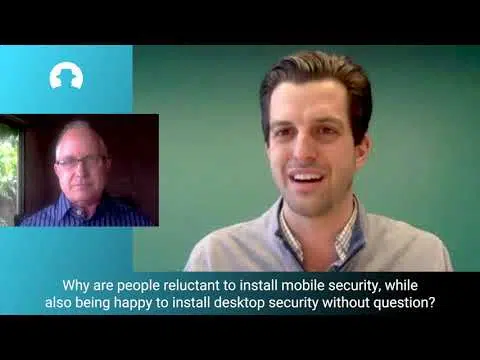 Why are people reluctant to install mobile security, while
also being happy to install desktop security without question?